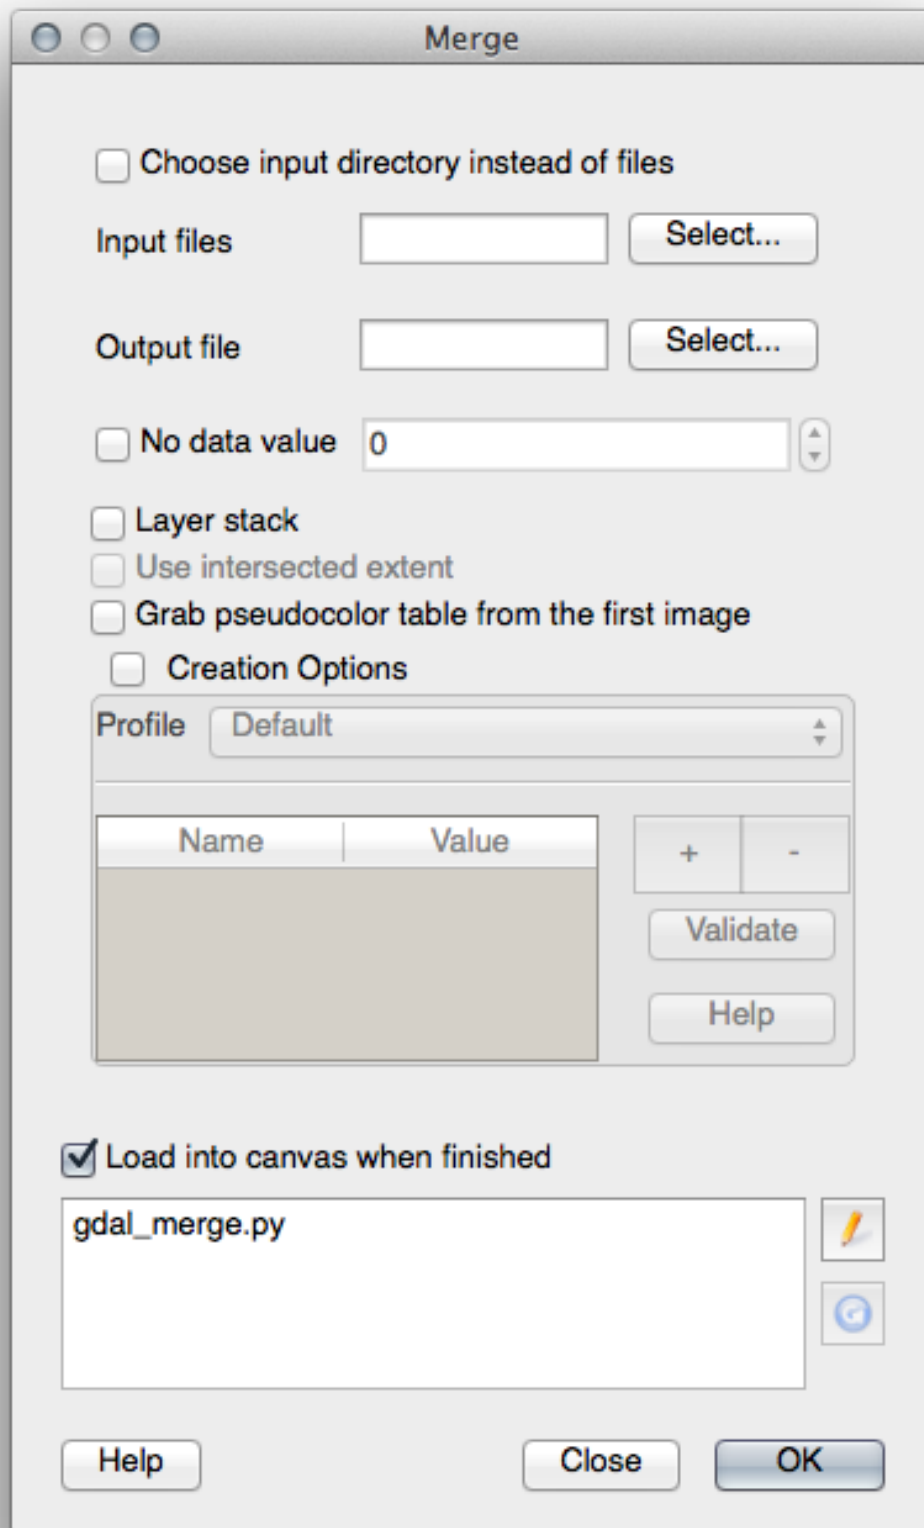 Merge
Choose input directory instead of files
Input files Select...
Output file Select...
No data value 0
Layer stack
Use intersected extent
Grab pseudocolor table from the first image
Creation Options
Profile Default
Name Value + -
Validate
Help
Load into canvas when finished
gdal_merge.py
Help Close OK